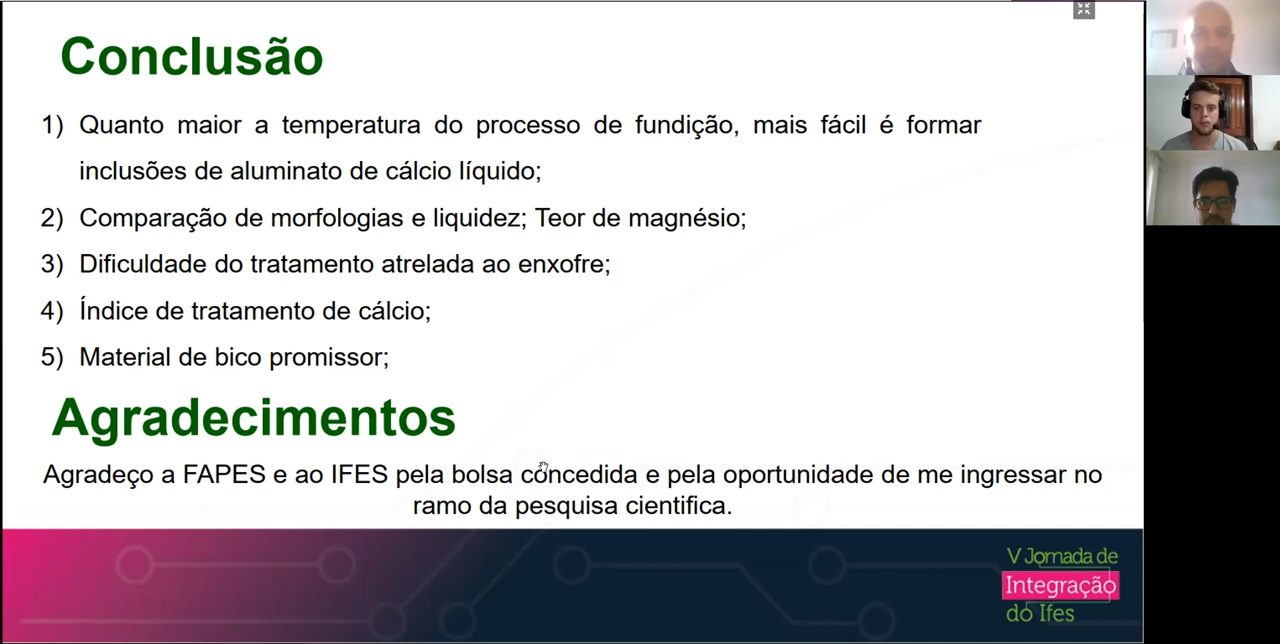 Conclusão
1) Quanto maior a temperatura do processo de fundição, mais fácil é formar
inclusões de aluminato de cálcio líquido;
2) Comparação de morfologias e liquidez; Teor de magnésio;
3) Dificuldade do tratamento atrelada ao enxofre;
4) Índice de tratamento de cálcio;
5) Material de bico promissor;
Agradecimentos
Agradeço a FAPES e ao IFES pela bolsa concedida e pela oportunidade de me ingressar no
ramo da pesquisa cientifica.
V Jornada de
Integração
do Ifes